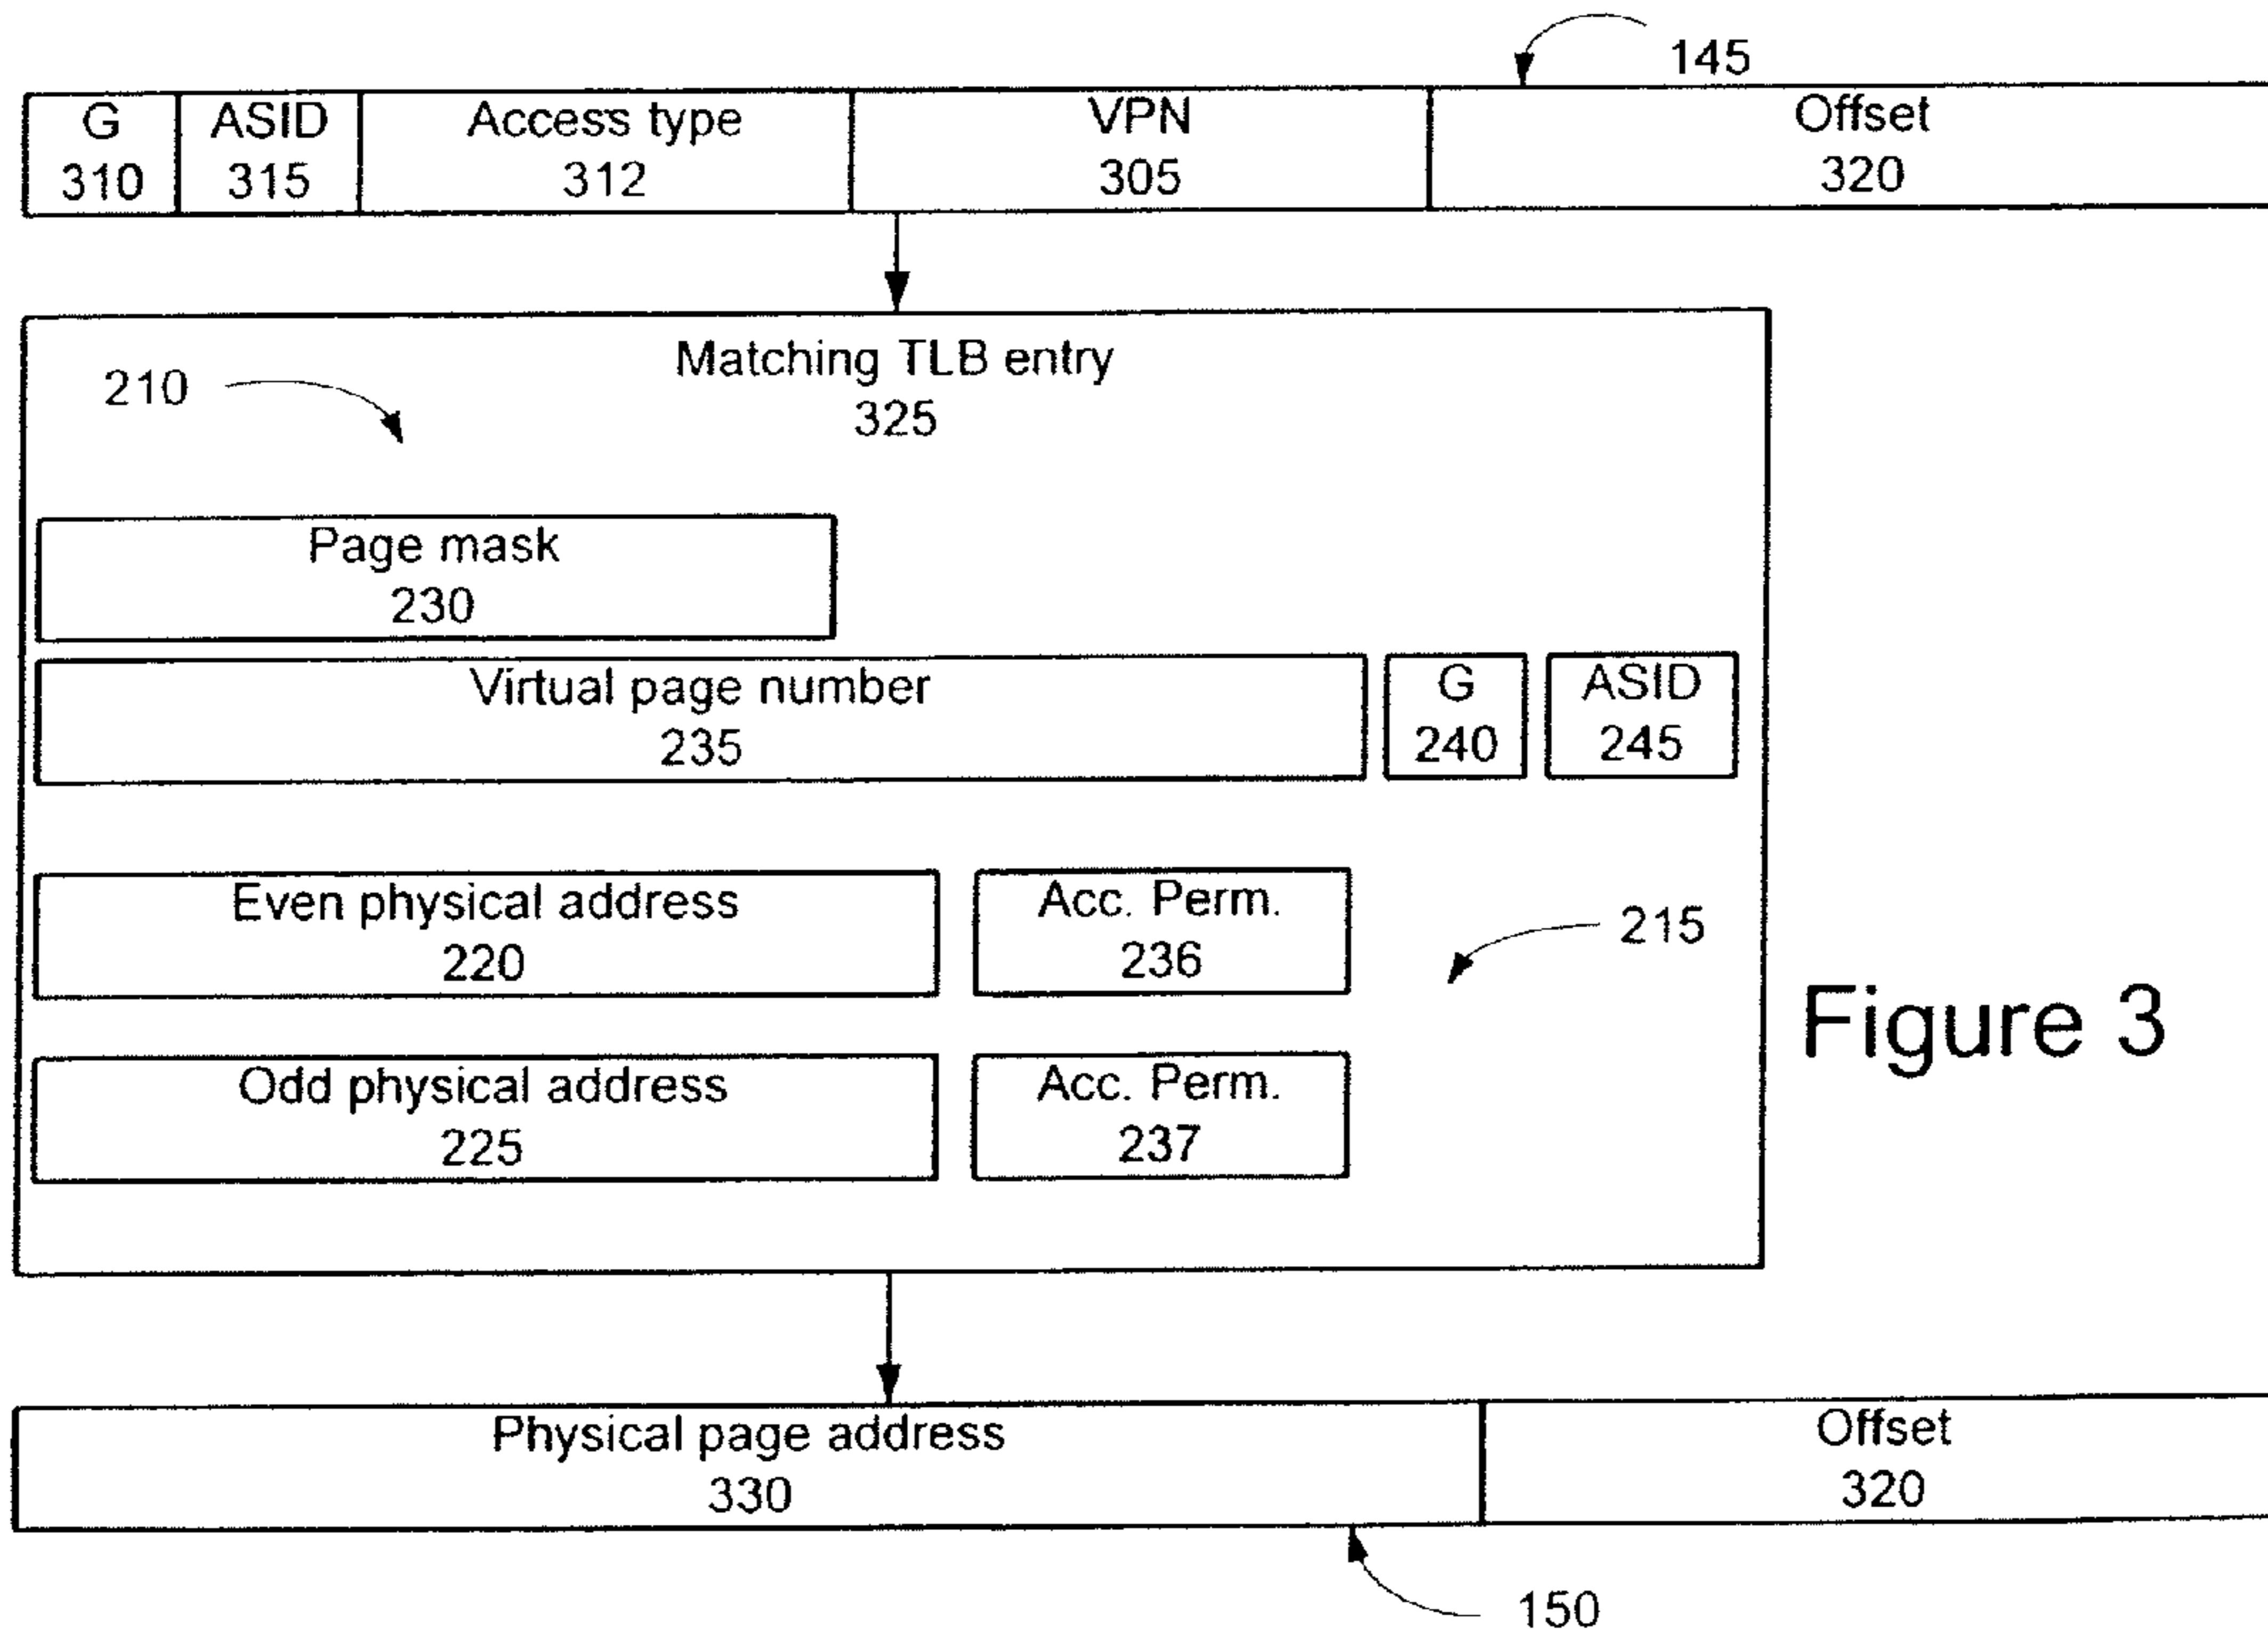 145
G ASID Access type VPN Offset
310 315 312 305 320
Matching TLB entry
325
210
Page mask
230
Virtual page number G ASID
235 240 245
Even physical address Acc. Perm.
220 236
215
Odd physical address Acc. Perm.
225 237
Figure 3
Physical page address Offset
330 320
150